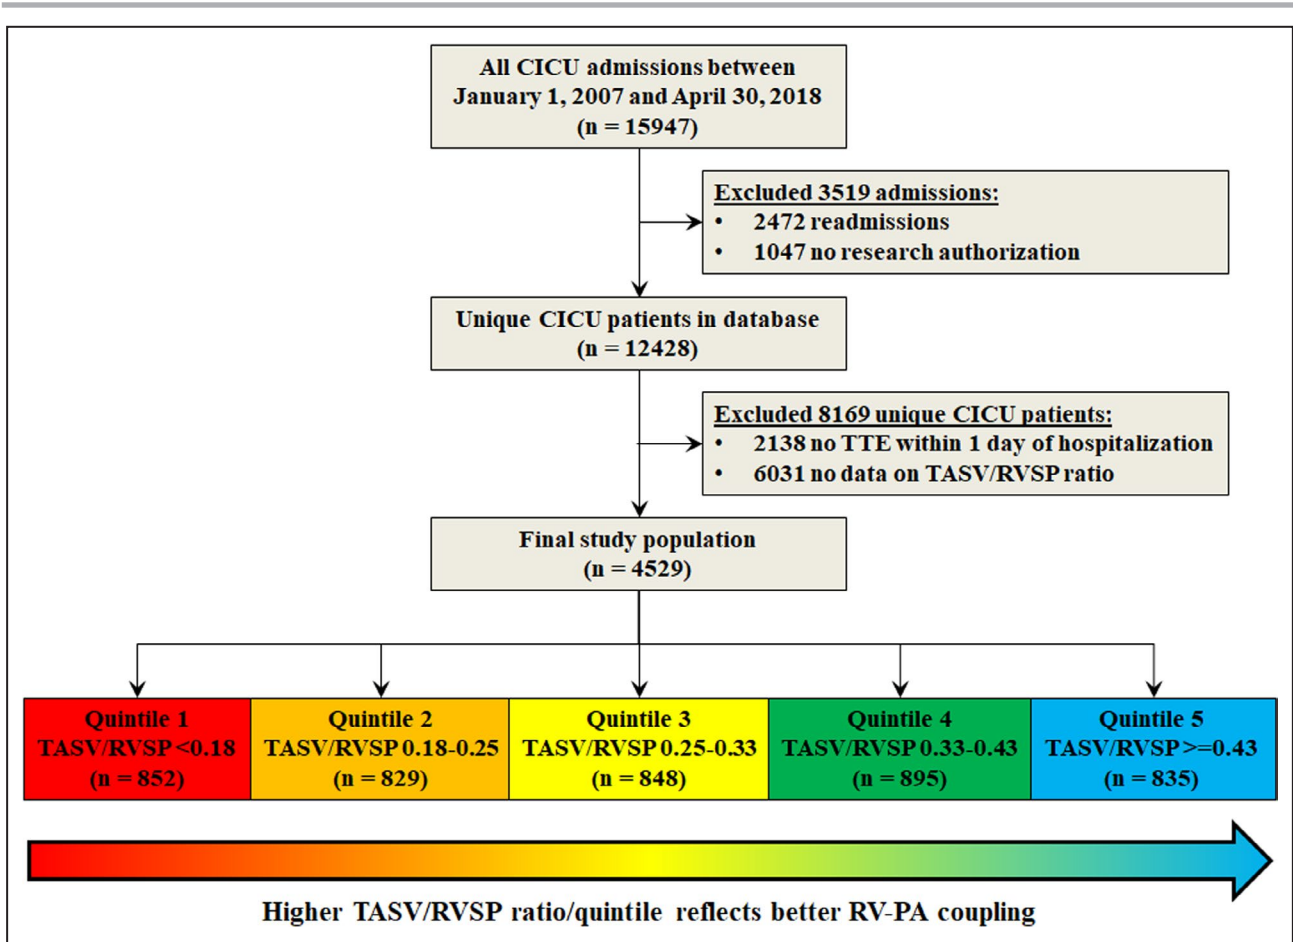 All CICU admissions between
January 1, 2007 and April 30, 2018
(n = 15947)
Excluded 3519 admissions:
• 2472 readmissions
• 1047 no research authorization
Unique CICU patients in database
(n = 12428)
Excluded 8169 unique CICU patients:
• 2138 no TTE within 1 day of hospitalization
• 6031 no data on TASV/RVSP ratio
Final study population
(n = 4529)
Quintile 1
TASV/RVSP <0.18
(n = 852)
Quintile 2
TASV/RVSP 0.18-0.25
(n = 829)
Quintile 3
TASV/RVSP 0.25-0.33
(n = 848)
Quintile 4
TASV/RVSP 0.33-0.43
(n = 895)
Quintile 5
TASV/RVSP >=0.43
(n = 835)
Higher TASV/RVSP ratio/quintile reflects better RV-PA coupling